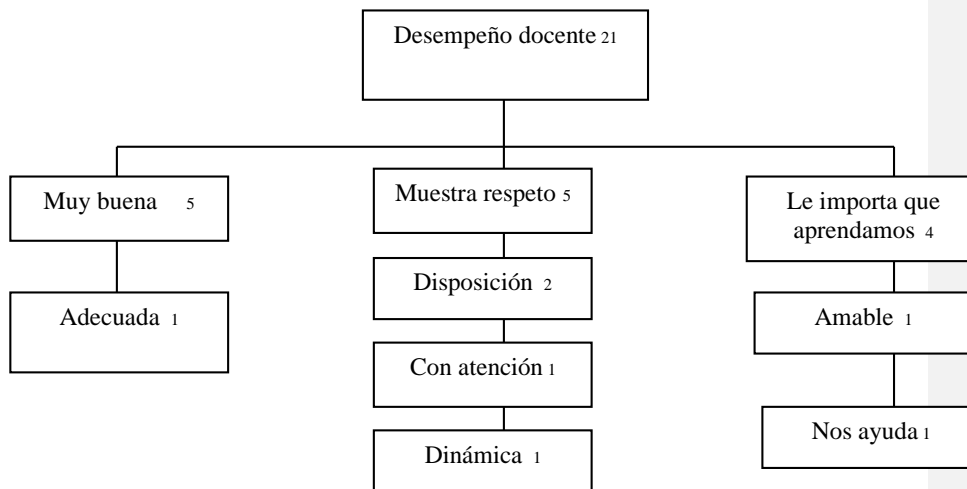 Desempeño docente 21
Muy buena 5
Adecuada 1
Muestra respeto 5
Disposición 2
Con atención 1
Dinámica 1
Le importa que
aprendamos 4
Amable 1
Nos ayuda 1